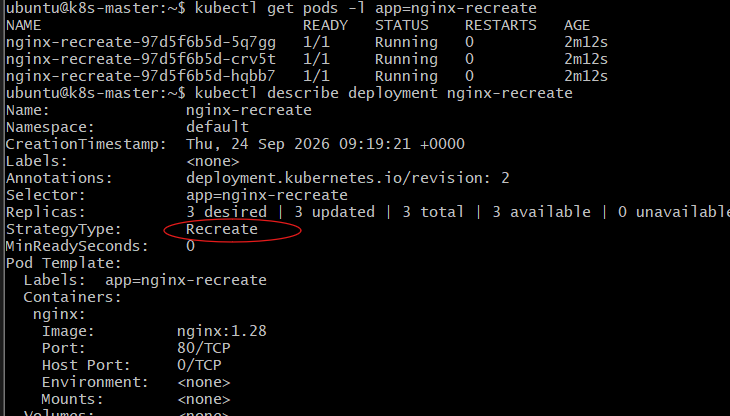 ubuntu@k8s-master:~$ kubectl get pods -l app=nginx-recreate
NAME READY STATUS RESTARTS AGE
nginx-recreate-97d5f6b5d-5q7gg 1/1 Running 0 2m12s
nginx-recreate-97d5f6b5d-crv5t 1/1 Running 0 2m12s
nginx-recreate-97d5f6b5d-hqbb7 1/1 Running 0 2m12s
ubuntu@k8s-master:~$ kubectl describe deployment nginx-recreate
Name: nginx-recreate
Namespace: default
CreationTimestamp: Thu, 24 Sep 2026 09:19:21 +0000
Labels: <none>
Annotations: deployment.kubernetes.io/revision: 2
Selector: app=nginx-recreate
Replicas: 3 desired | 3 updated | 3 total | 3 available | 0 unavailable
StrategyType: Recreate
MinReadySeconds: 0
Pod Template:
Labels: app=nginx-recreate
Containers:
nginx:
Image: nginx:1.28
Port: 80/TCP
Host Port: 0/TCP
Environment: <none>
Mounts: <none>
Volumes: <none>